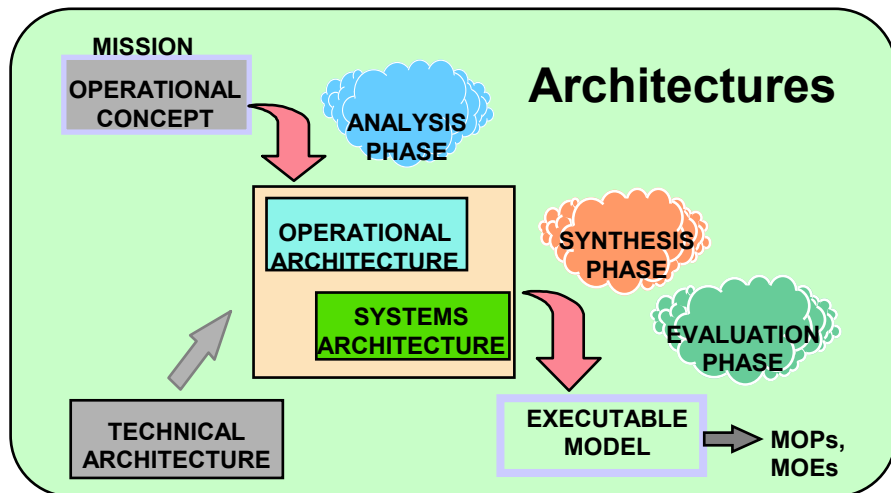 MISSION
OPERATIONAL
CONCEPT
Architectures
ANALYSIS
PHASE
OPERATIONAL
ARCHITECTURE
SYNTHESIS
PHASE
SYSTEMS
ARCHITECTURE
EVALUATION
PHASE
TECHNICAL
ARCHITECTURE
EXECUTABLE
MODEL
MOPs,
MOEs